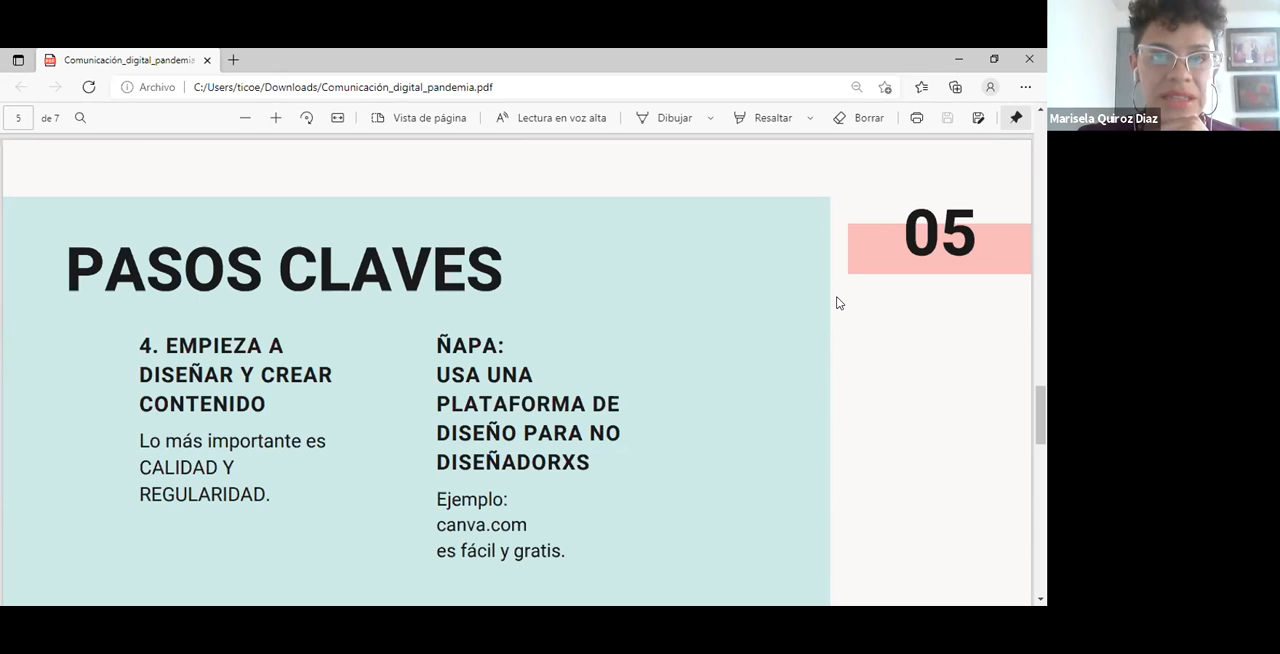 Comunicación_digital_pandemia
Archivo
C:/Users/ticoe/Downloads/Comunicación_digital_pandemia.pdf
5
de 7
Vista de página
Lectura en voz alta
Dibujar
Resaltar
Borrar
Marisela Quiroz Diaz
05
PASOS CLAVES
4. EMPIEZA A
DISEÑAR Y CREAR
CONTENIDO
Lo más importante es
CALIDAD Y
REGULARIDAD.
ÑAPA:
USA UNA
PLATAFORMA DE
DISEÑO PARA NO
DISEÑADORXS
Ejemplo:
canva.com
es fácil y gratis.